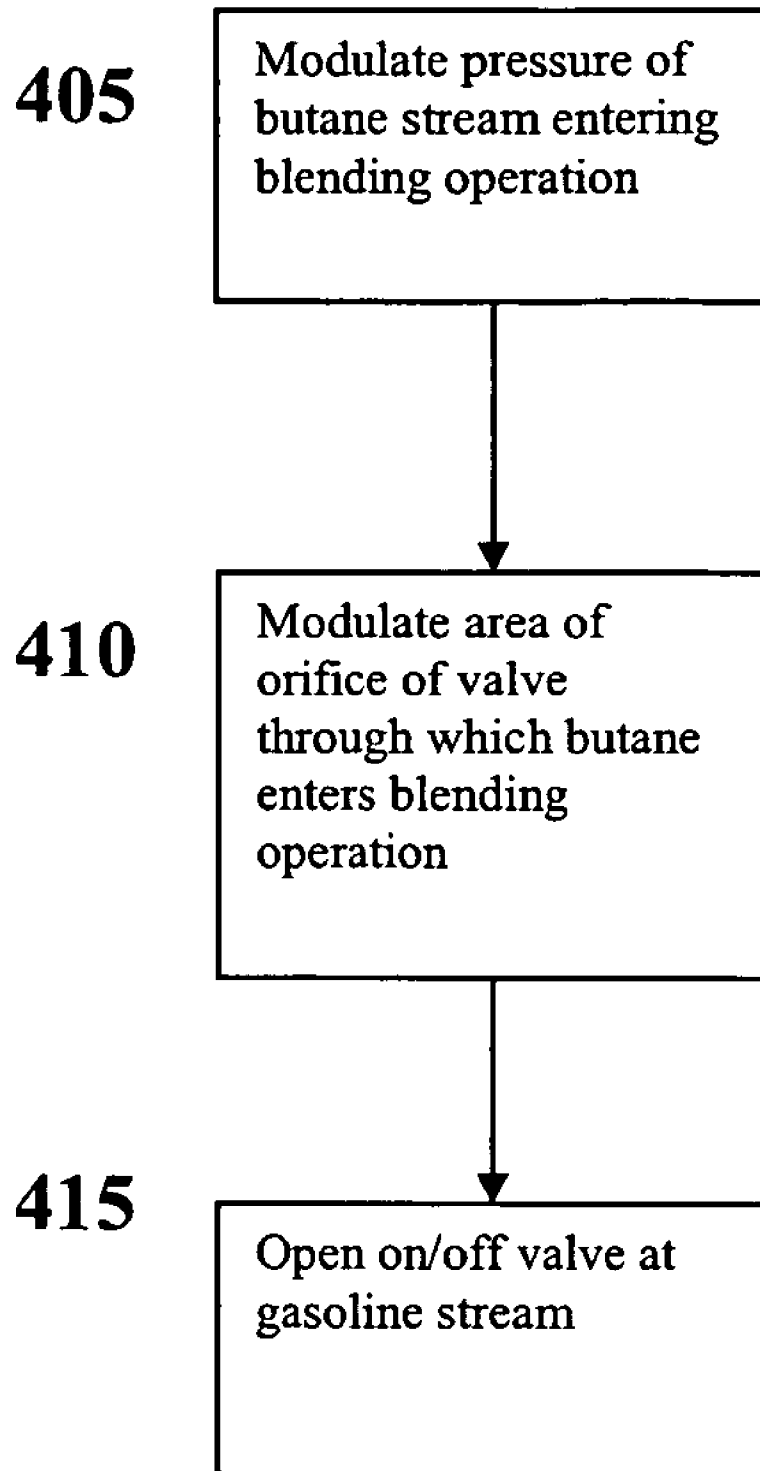 405
Modulate pressure of
butane stream entering
blending operation
410
Modulate area of
orifice of valve
through which butane
enters blending
operation
415
Open on/off valve at
gasoline stream